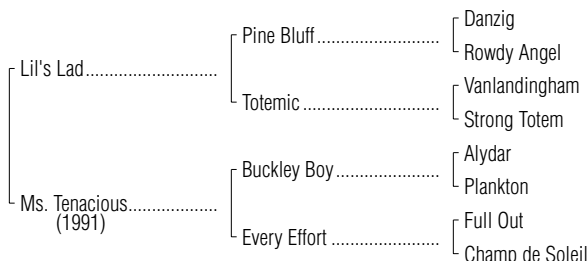 Danzig
Pine Bluff
Rowdy Angel
Lil's Lad
Vanlandingham
Totemic
Strong Totem
Alydar
Buckley Boy
Plankton
Ms. Tenacious
(1991)
Full Out
Every Effort
Champ de Soleil